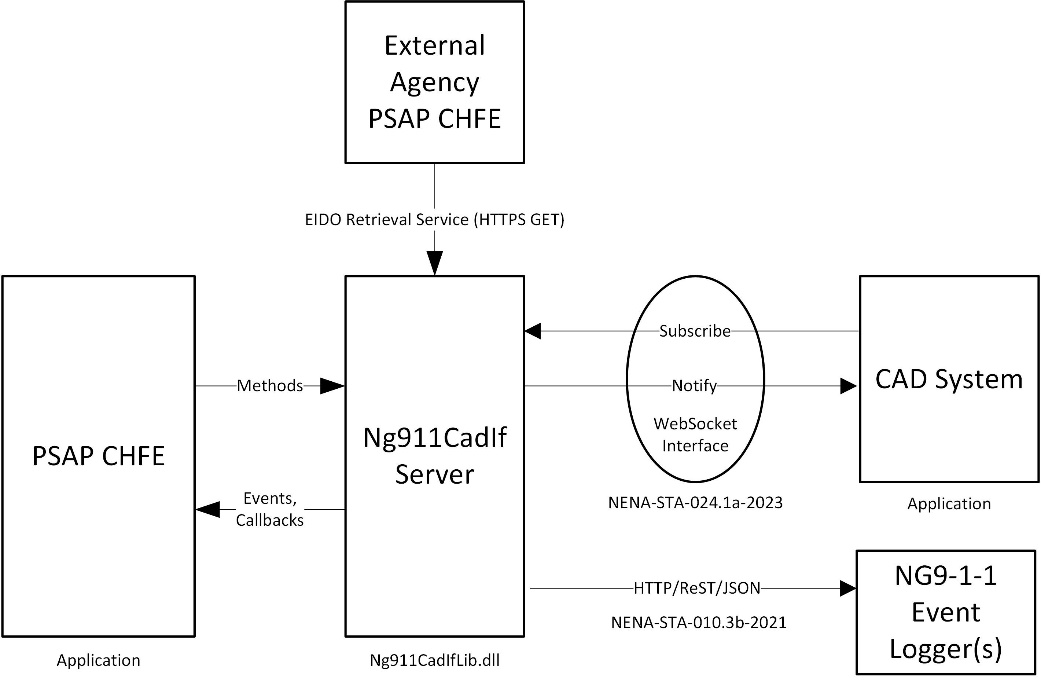 External
Agency
PSAP CHFE
EIDO Retrieval Service (HTTPS GET)
Subscribe
Methods
Notify
CAD System
PSAP CHFE
Ng911CadIf
Server
WebSocket
Interface
Events,
Callbacks
NENA-STA-024.1a-2023
Application
HTTP/ReST/JSON
NENA-STA-010.3b-2021
NG9-1-1
Event
Logger(s)
Application
Ng911CadIfLib.dll